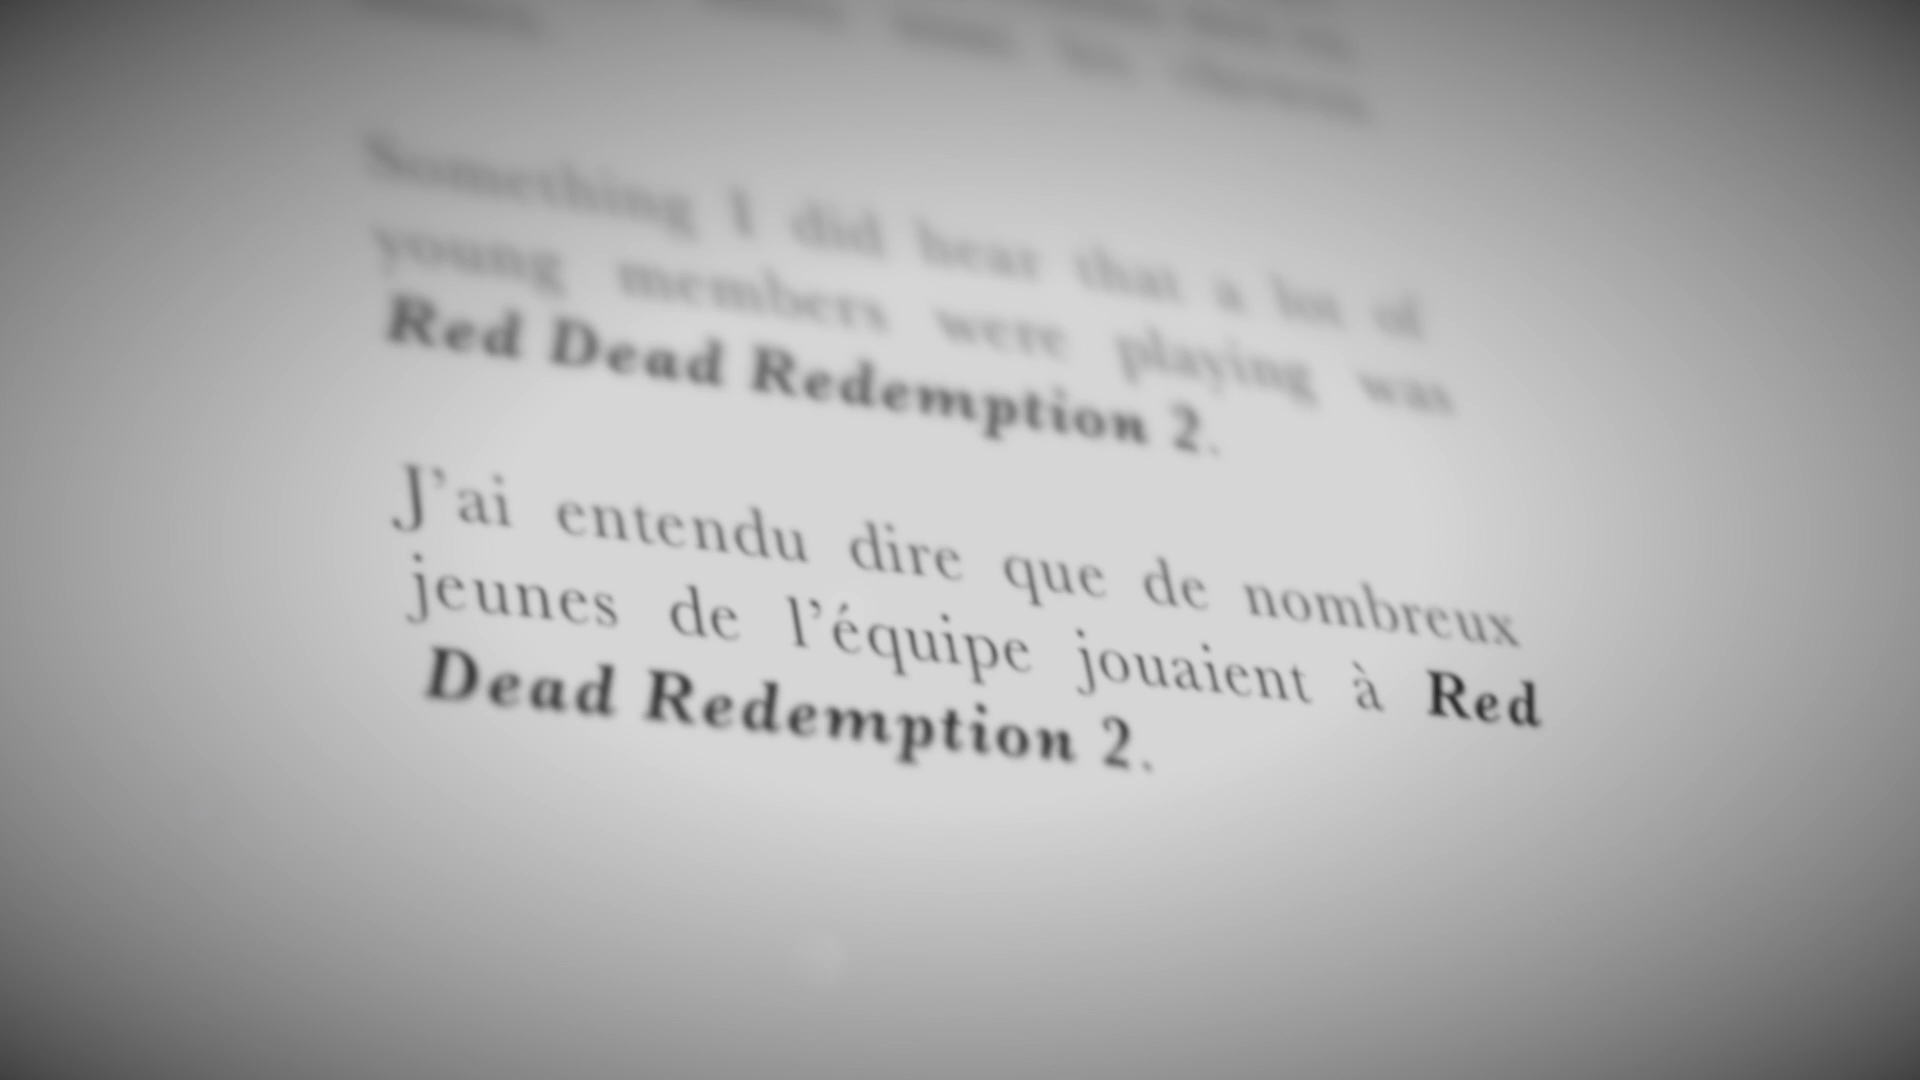 Something I did hear that a lot of
young members were playing was
Red Dead Redemption 2.
J’ai entendu dire que de nombreux
jeunes de l’équipe jouaient à Red
Dead Redemption 2.